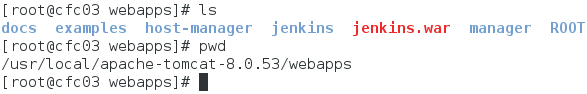 [root@cfc03 webapps]# ls
docs examples host-manager jenkins jenkins.war manager ROOT
[root@cfc03 webapps]# pwd
/usr/local/apache-tomcat-8.0.53/webapps
[root@cfc03 webapps]#